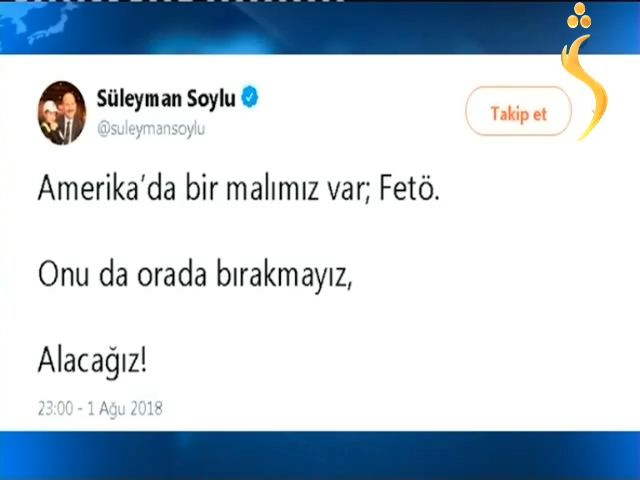 Süleyman Soylu
@suleymansoylu
Takip et
Amerika'da bir malımız var; Fetö.
Onu da orada bırakmayız,
Alacağız!
23:00 - 1 Ağu 2018